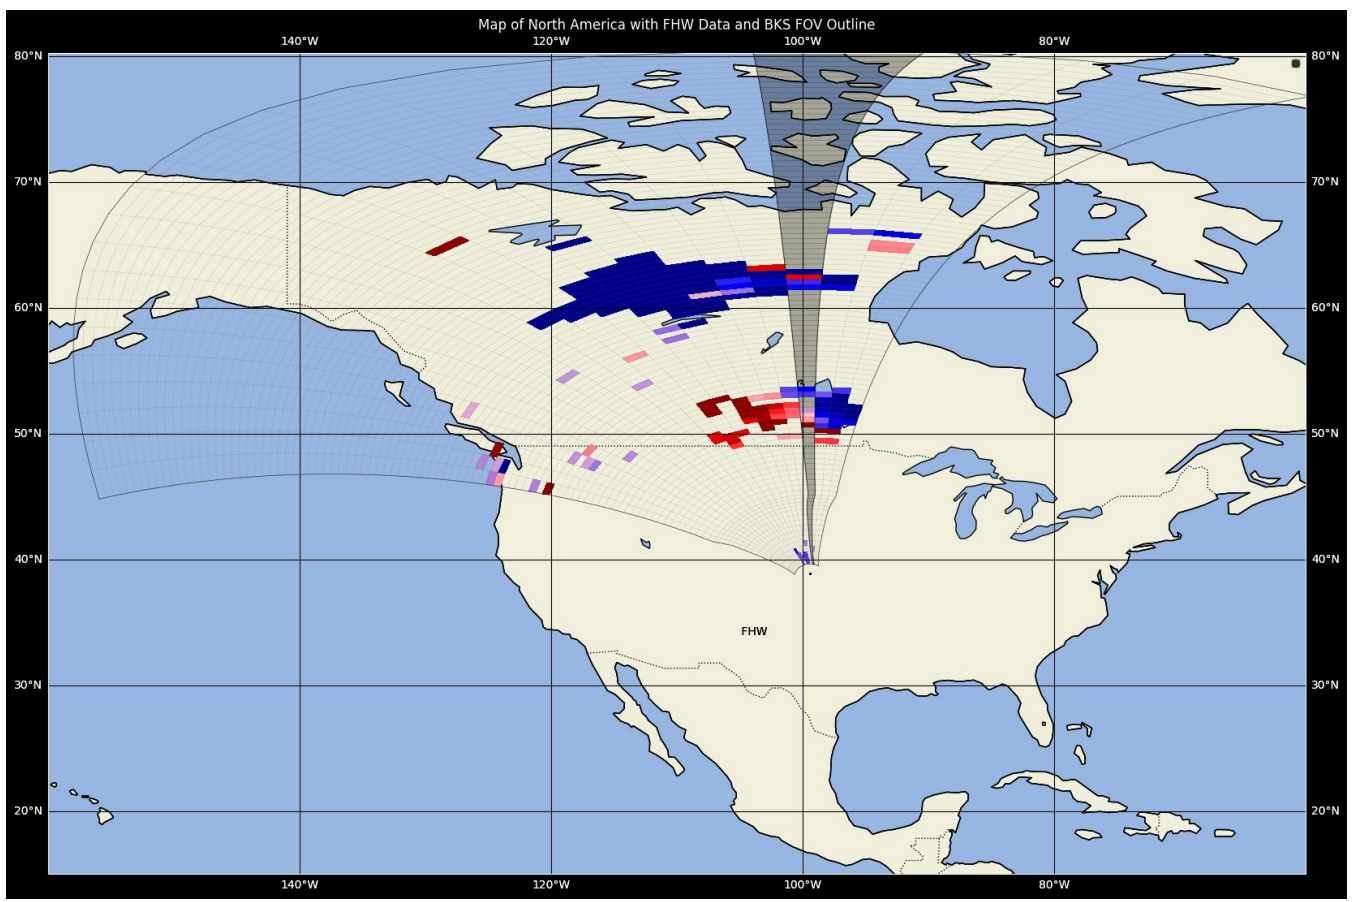 Map of North America with FHW Data and BKS FOV Outline
140°W 120°W 100°W 80°W
80°N 80°N
70°N 70°N
60°N 60°N
50°N 50°N
40°N 40°N
FHW
30°N 30°N
20°N 20°N
140°W 120°W 100°W 80°W